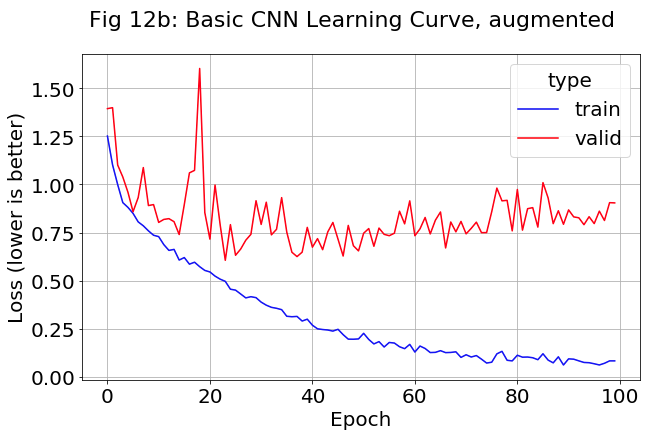 Fig 12b: Basic CNN Learning Curve, augmented
type
train
valid
1.50
1.25
1.00
0.75
0.50
0.25
0.00
Loss (lower is better)
0 20 40 60 80 100
Epoch